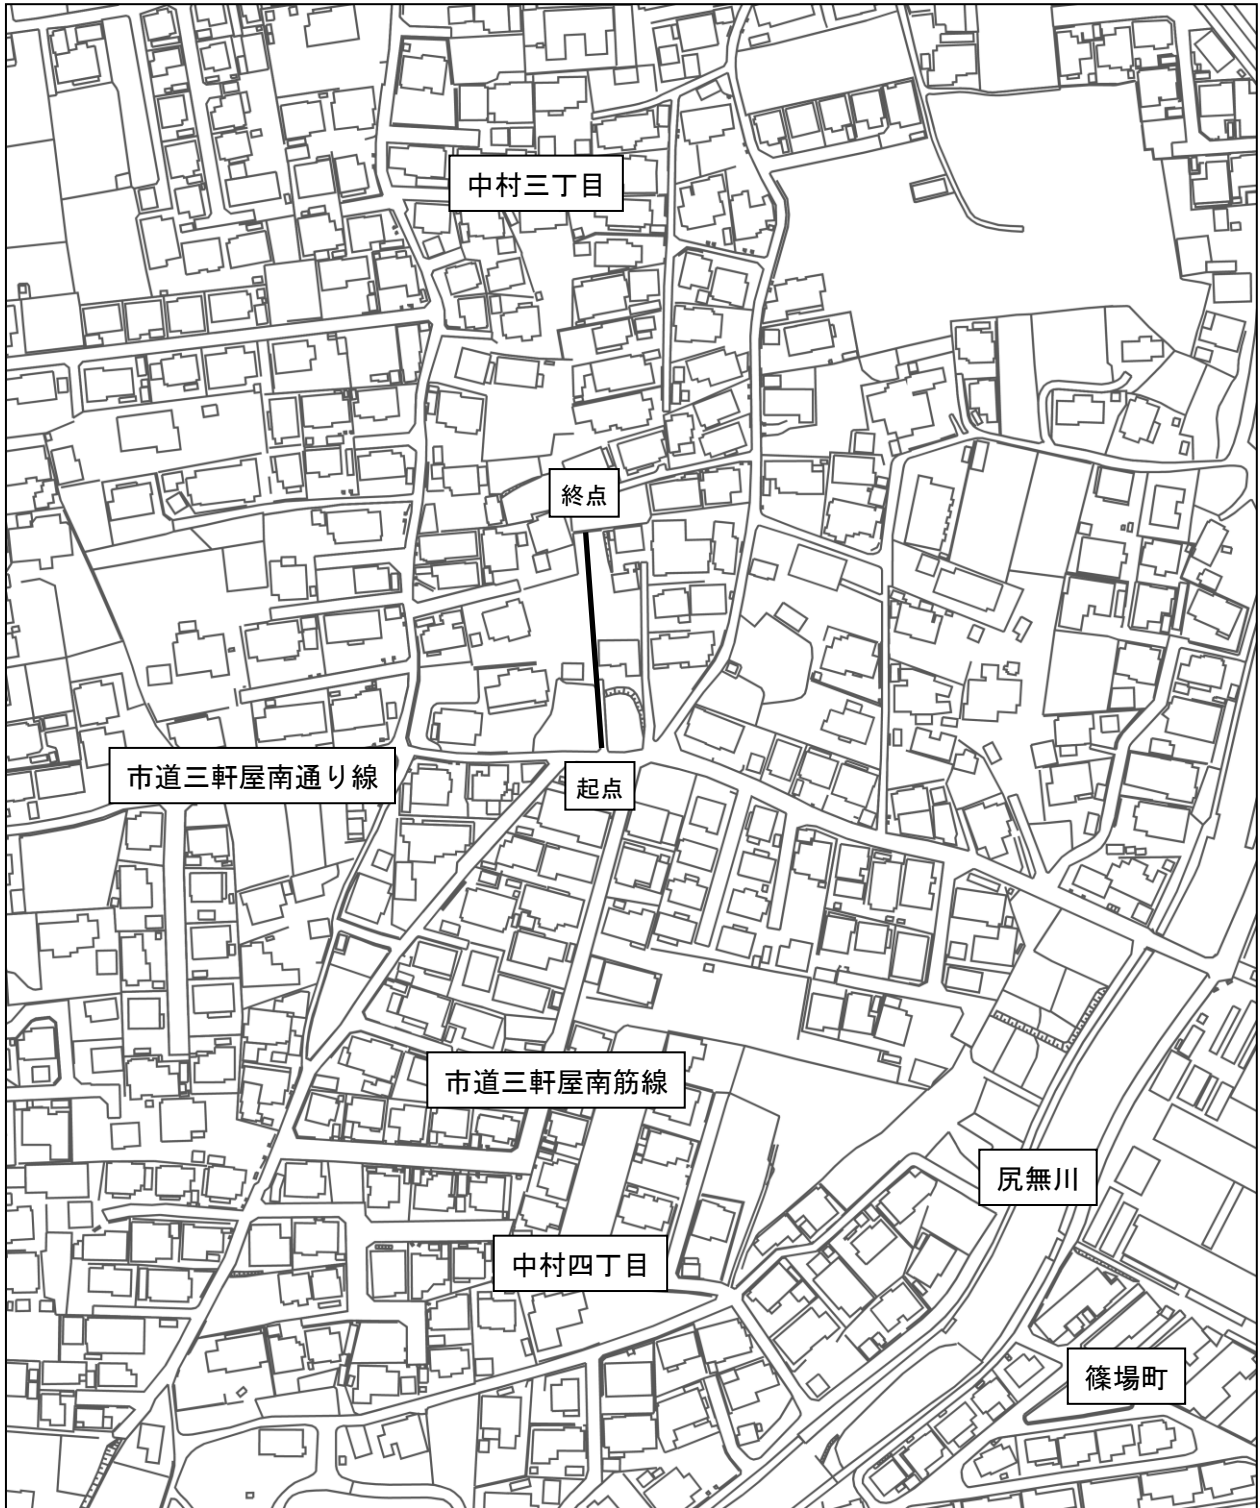 中村三丁目
終点
市道三軒屋南通り線
起点
市道三軒屋南筋線
尻無川
中村四丁目
篠場町